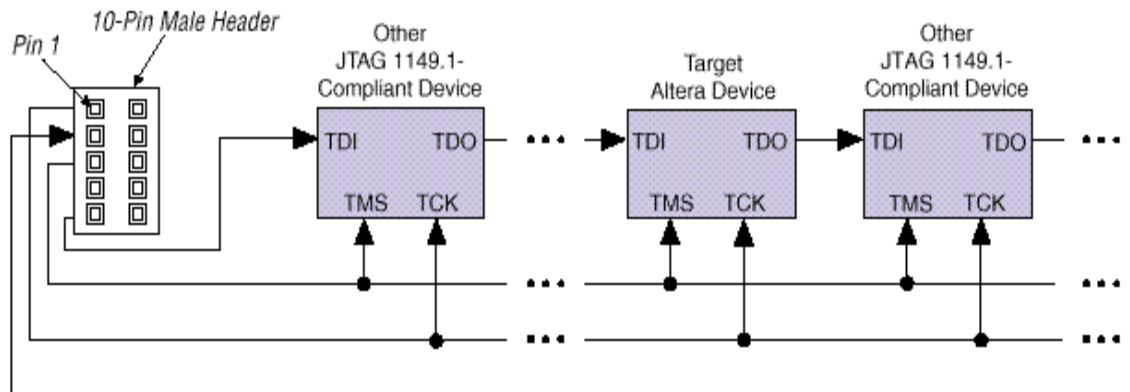 10-Pin Male Header
Pin 1
Other
JTAG 1149.1-
Compliant Device
Target
Altera Device
Other
JTAG 1149.1-
Compliant Device
TDI TDO
TMS TCK
TDI TDO
TMS TCK
TDI TDO
TMS TCK